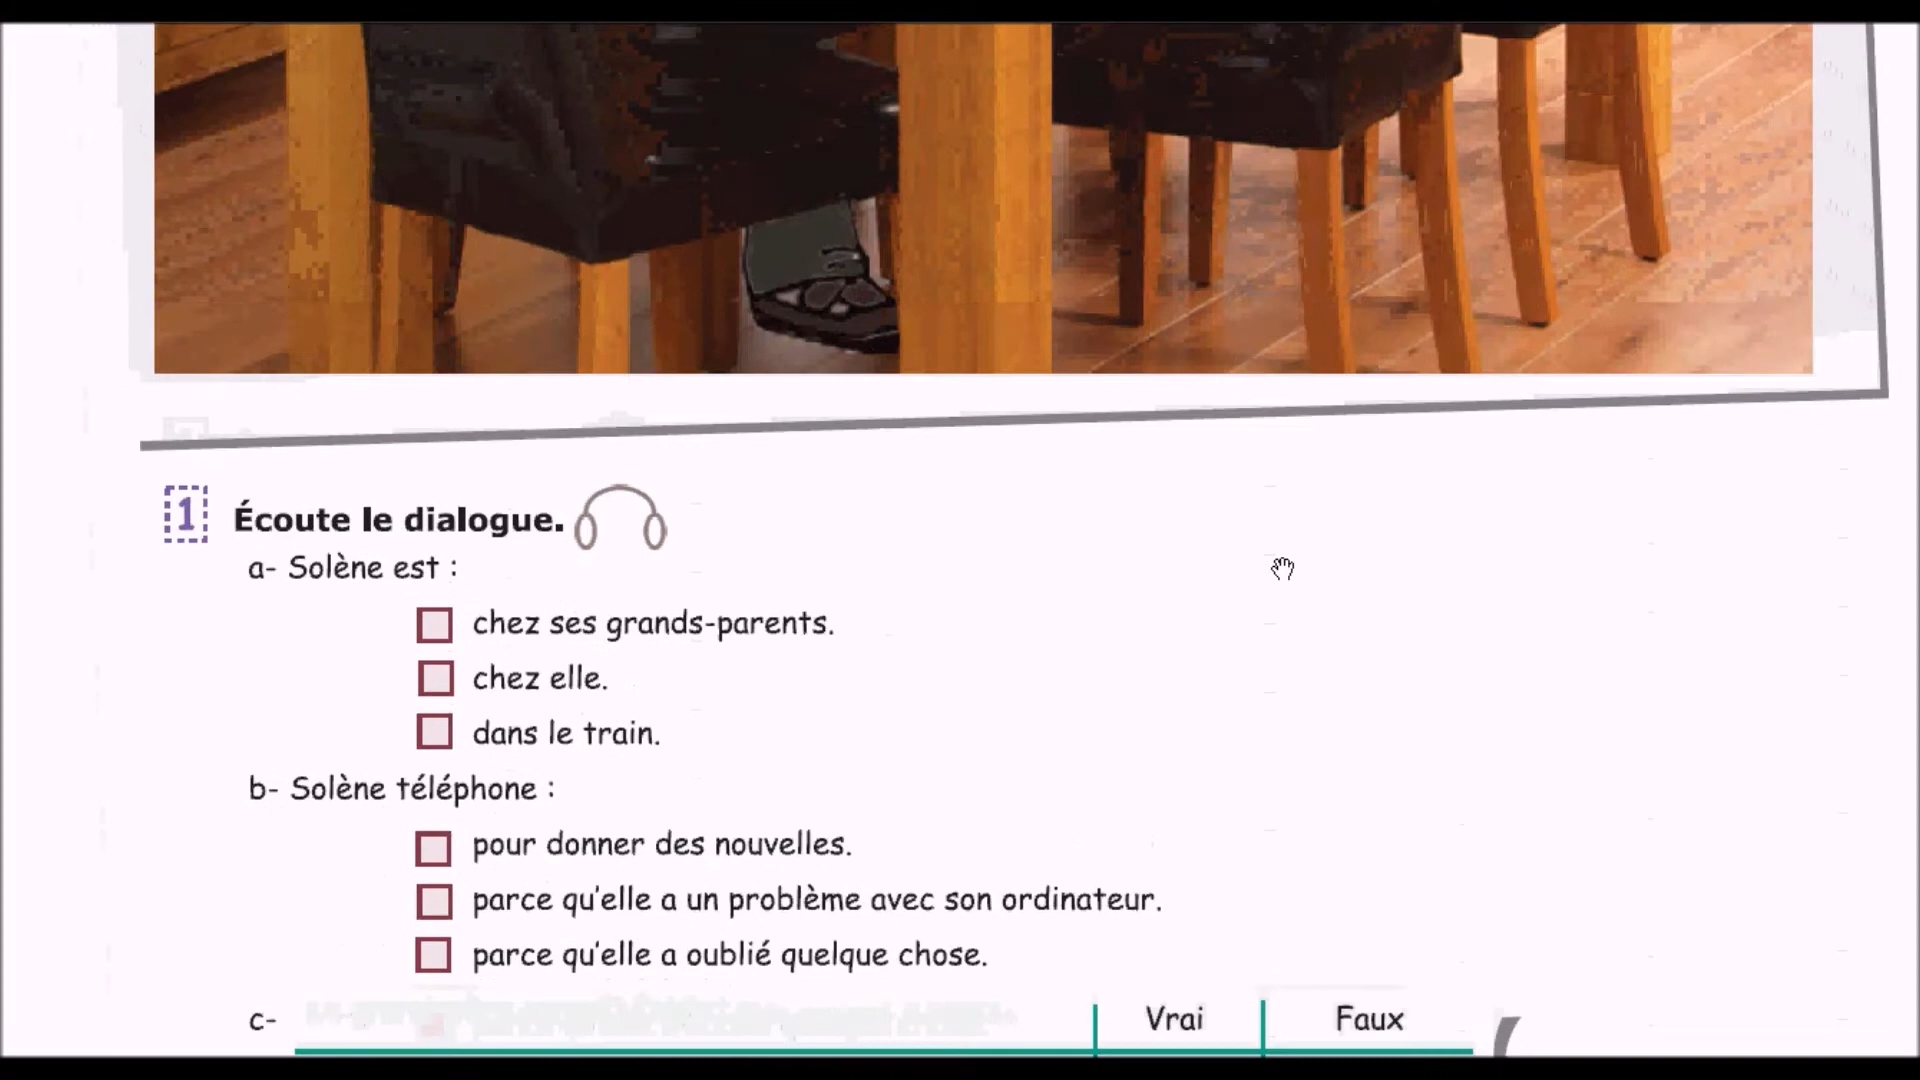 1 Écoute le dialogue.
a- Solène est :
chez ses grands-parents.
chez elle.
dans le train.
b- Solène téléphone :
pour donner des nouvelles.
parce qu'elle a un problème avec son ordinateur.
parce qu'elle a oublié quelque chose.
c- Vrai Faux